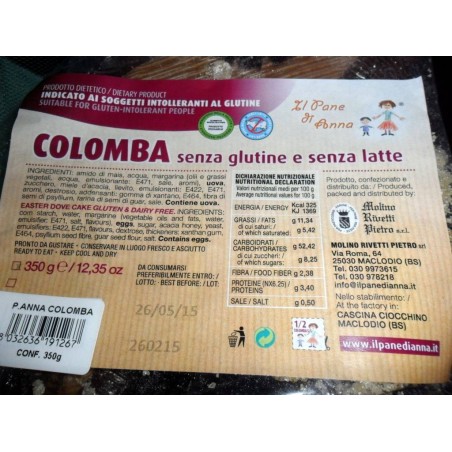 PRODOTTO DIETETICO / DIETARY PRODUCT
INDICATO AI SOGGETTI INTOLLERANTI AL GLUTINE
SUITABLE FOR GLUTEN-INTOLERANT PEOPLE
Il Pane
di
Anna
COLOMBA senza glutine e senza latte
INGREDIENTI: amido di mais, acqua, margarina (olii e grassi
vegetali, acqua, emulsionante: E471, sale, aromi), uova,
zucchero, miele d'acacia, lievito, emulsionanti: E422, E471,
destrosio, addensanti: gomma di xantano, E464, fibra di
semi di psyllium, farina di semi di guar, sale. Contiene uova.
EASTER DOVE CAKE GLUTEN & DAIRY FREE. INGREDIENTS:
corn starch, water, margarine (vegetable oils and fats, water,
emulsifier: E471, salt, flavours), eggs, sugar, acacia honey, yeast,
emulsifiers: E422, E471, flavours, dextrose, thickenings: xanthan gum,
E464, psyllium seed fibre, guar seed flour, salt. Contains eggs.
PRONTO DA GUSTARE - CONSERVARE IN LUOGO FRESCO E ASCIUTTO
READY TO EAT - KEEP COOL AND DRY
350 g e / 12,35 oz
DA CONSUMARSI
PREFERIBILMENTE ENTRO: /
LOTTO: - BEST BEFORE: / LOT:
26/05/15
260215
DICHIARAZIONE NUTRIZIONALE
NUTRITIONAL DECLARATION
Valori nutrizionali medi per 100 g
Average nutritional values for 100 g
ENERGIA / ENERGY Kcal 325
KJ 1369
GRASSI / FATS g 11,34
di cui saturi: /
of which saturated: g 5,42
CARBOIDRATI /
CARBOHYDRATES g 52,42
di cui zuccheri: /
of which sugars: g 8,25
FIBRA / FOOD FIBER g 2,38
PROTEINE (NX6,25) /
PROTEINS g 3,40
SALE / SALT g 0,50
1/2
Prodotto, confezionato e
distribuito da: / Produced,
packed and distributed by:
Molino
Rivetti
Pietro s.r.l.
MOLINO RIVETTI PIETRO srl
Via Roma, 64
25030 MACLODIO (BS)
Tel. 030 9973615
Tel. 030 978218
info@ilpanedianna.it
Nello stabilimento: /
At the factory in:
CASCINA CIOCCHINO
MACLODIO (BS)
www.ilpanedianna.it
P.ANNA COLOMBA
8 032636 191267
CONF. 350g